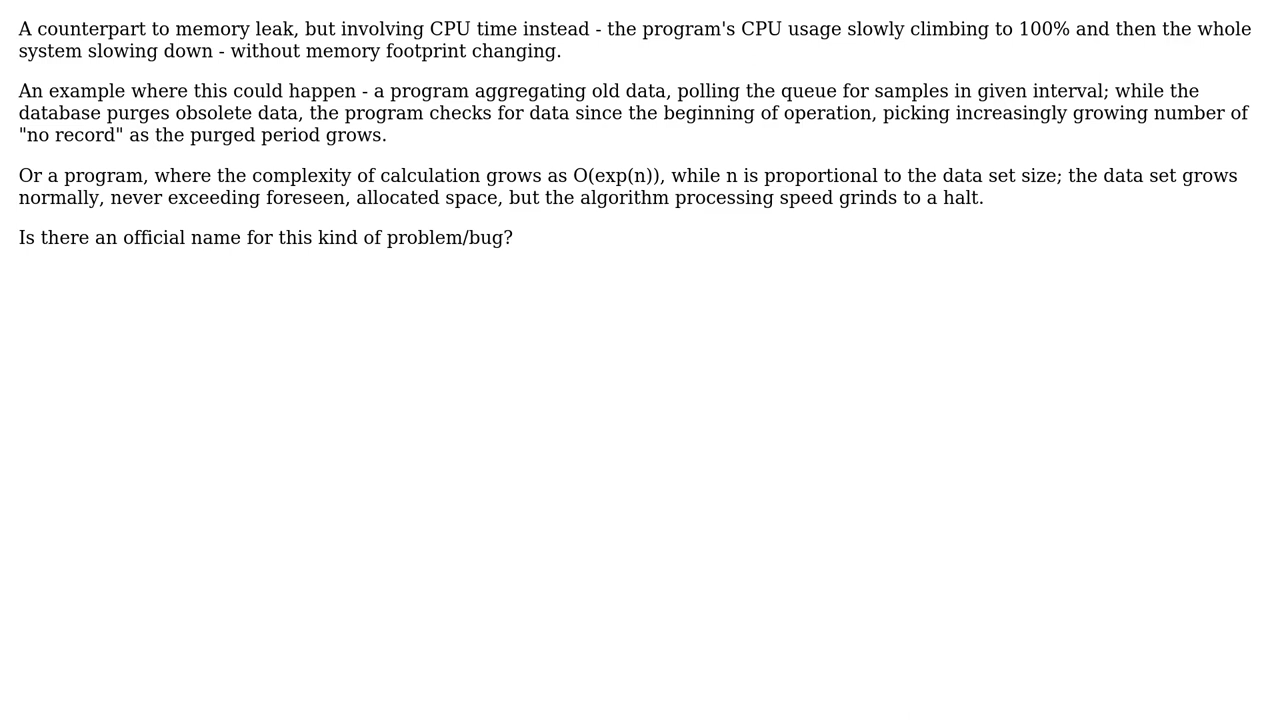 A counterpart to memory leak, but involving CPU time instead - the program's CPU usage slowly climbing to 100% and then the whole
system slowing down - without memory footprint changing.
An example where this could happen - a program aggregating old data, polling the queue for samples in given interval; while the
database purges obsolete data, the program checks for data since the beginning of operation, picking increasingly growing number of
"no record" as the purged period grows.
Or a program, where the complexity of calculation grows as O(exp(n)), while n is proportional to the data set size; the data set grows
normally, never exceeding foreseen, allocated space, but the algorithm processing speed grinds to a halt.
Is there an official name for this kind of problem/bug?